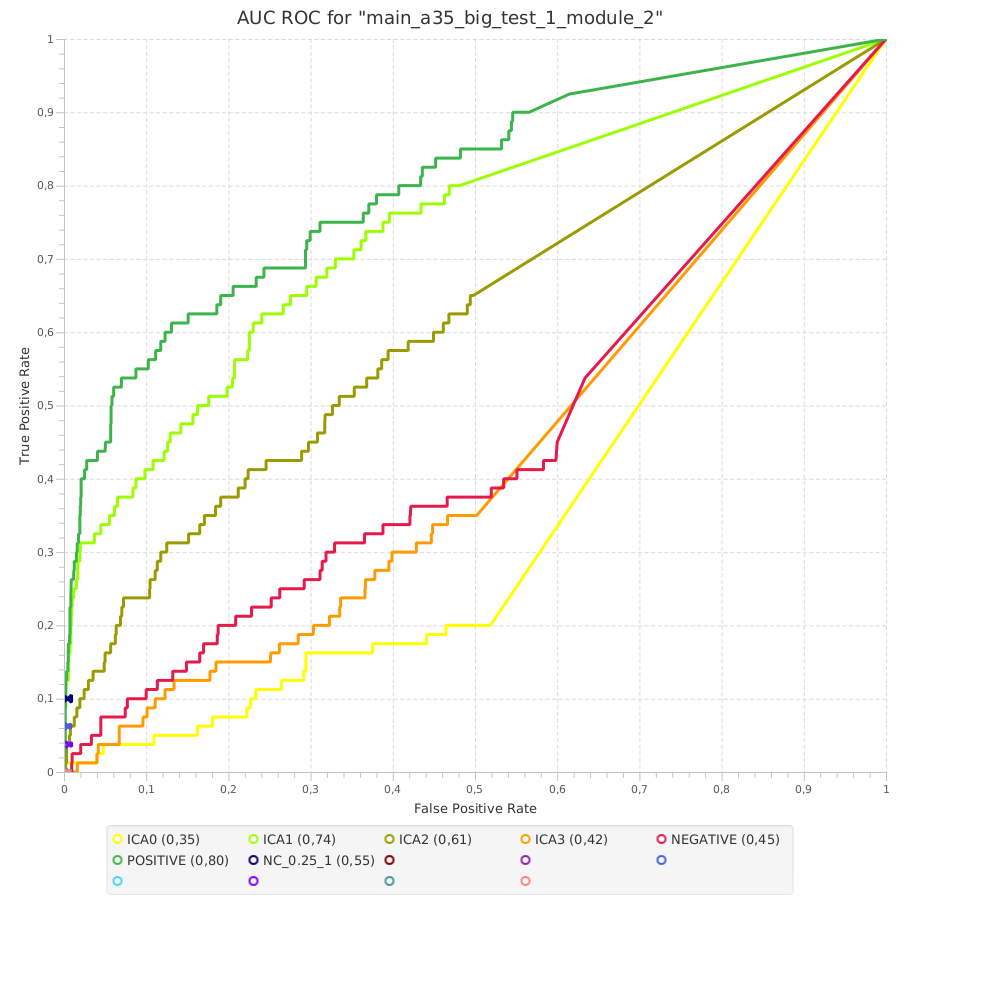 AUC ROC for "main_a35_big_test_1_module_2"
True Positive Rate
1
0,9
0,8
0,7
0,6
0,5
0,4
0,3
0,2
0,1
0
0 0,1 0,2 0,3 0,4 0,5 0,6 0,7 0,8 0,9 1
False Positive Rate
ICA0 (0,35) ICA1 (0,74) ICA2 (0,61) ICA3 (0,42) NEGATIVE (0,45)
POSITIVE (0,80) NC_0.25_1 (0,55)